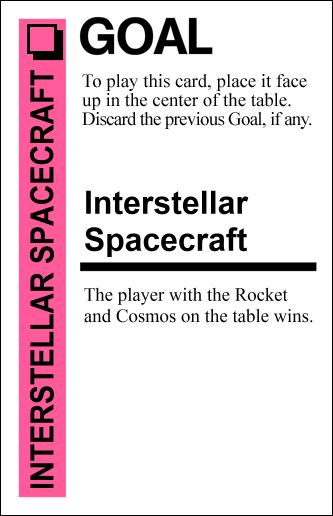 GOAL
To play this card, place it face
up in the center of the table.
Discard the previous Goal, if any.
INTERSTELLAR SPACECRAFT
Interstellar
Spacecraft
The player with the Rocket
and Cosmos on the table wins.